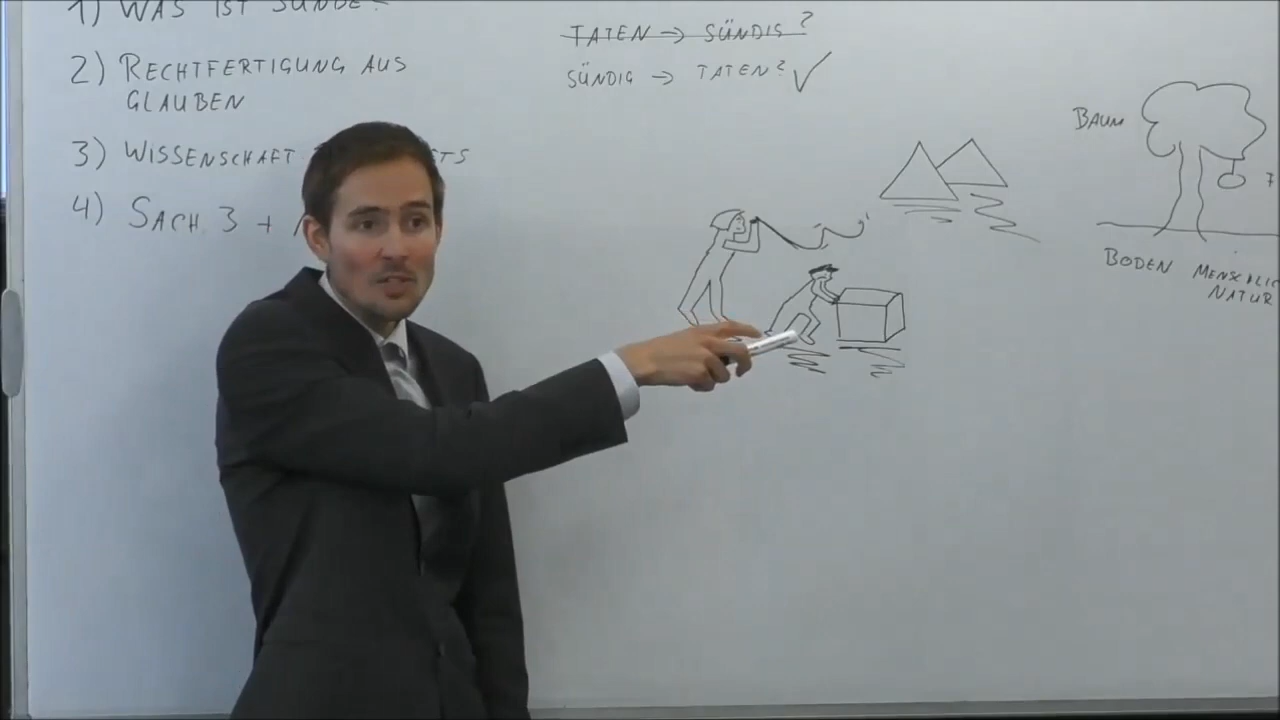 1) WAS IST SÜNDE?
2) RECHTFERTIGUNG AUS
GLAUBEN
3) WISSENSCHAFT
4) SACH. 3 +
TATEN → SÜNDIG?
SÜNDIG → TATEN? ✓
BAUM
BODEN MENSCHLIC
NATUR